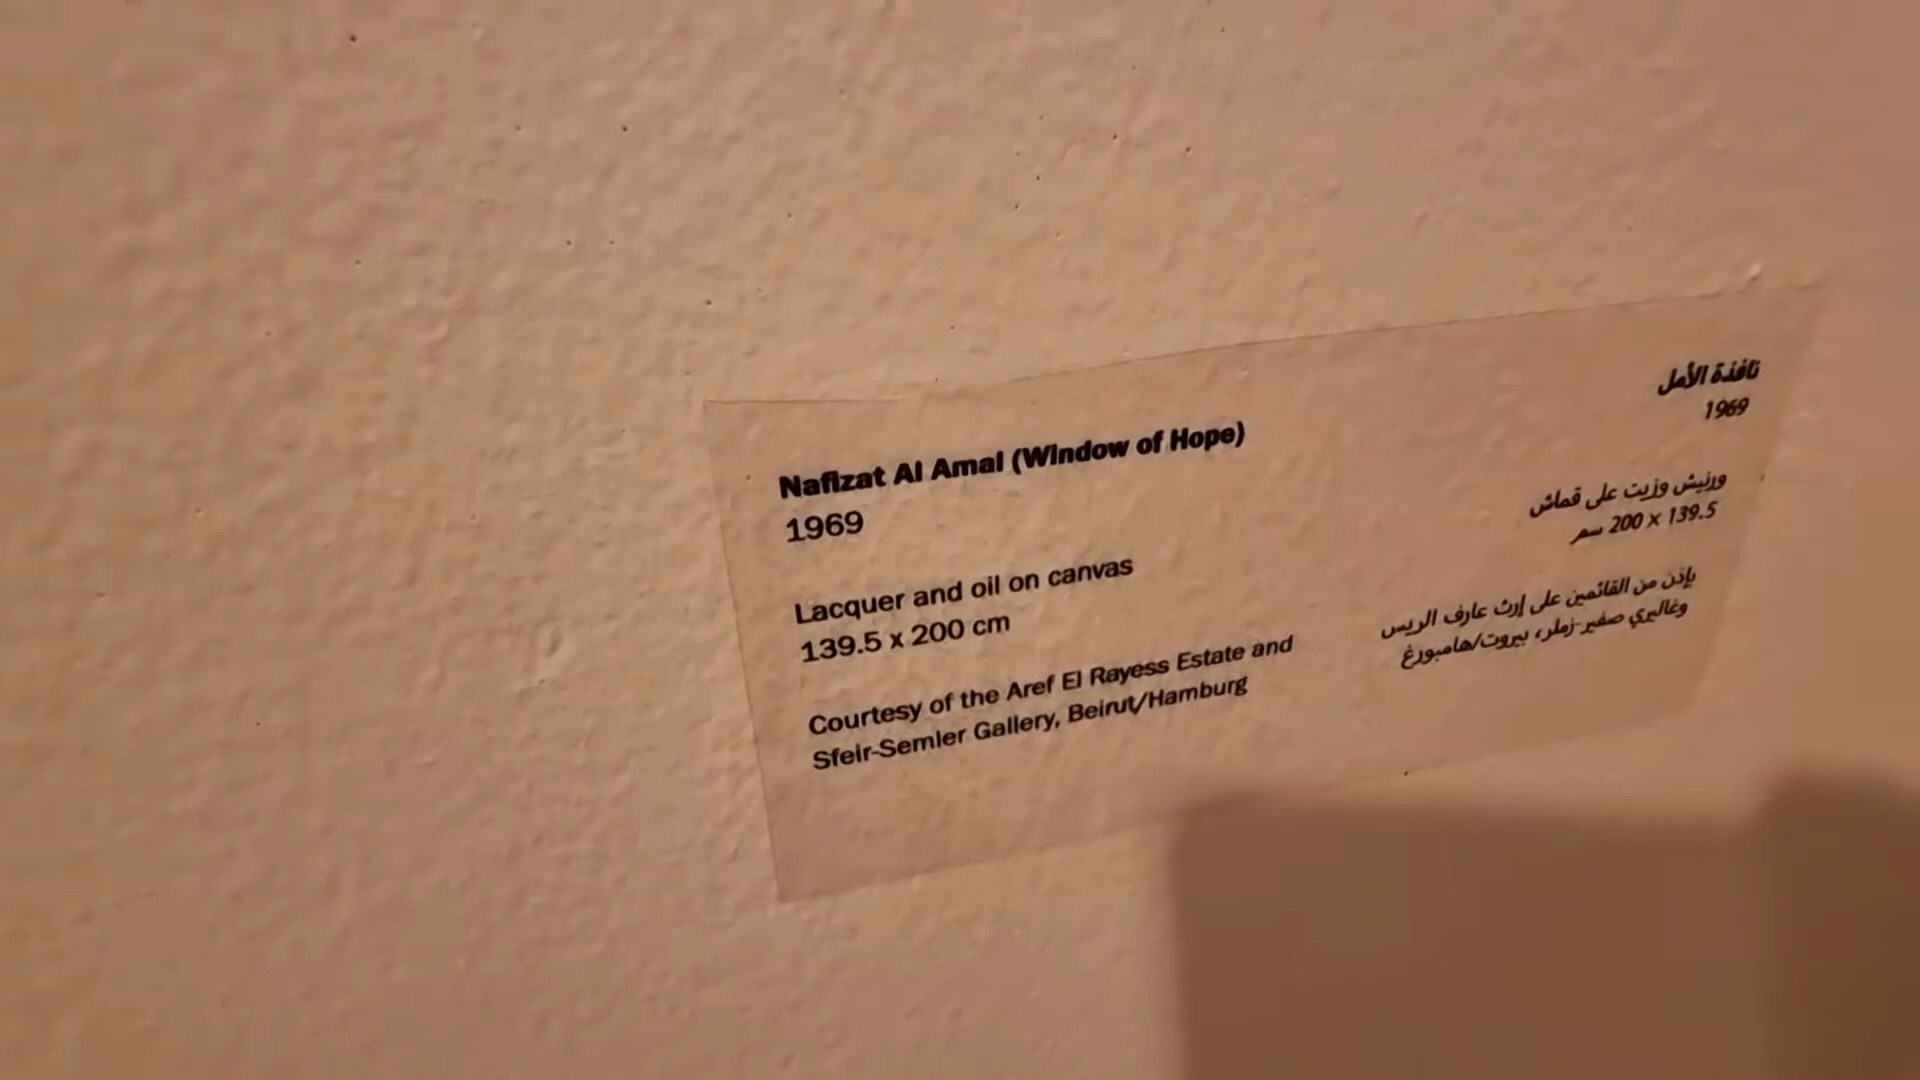 Nafizat Al Amal (Window of Hope)
1969
Lacquer and oil on canvas
139.5 x 200 cm
Courtesy of the Aref El Rayess Estate and
Sfeir-Semler Gallery, Beirut/Hamburg
نافذة الأمل
1969
ورنيش وزيت على قماش
139.5 x 200 سم
بإذن من القائمين على إرث عارف الريس
وغاليري صفير-زملر، بيروت/هامبورغ